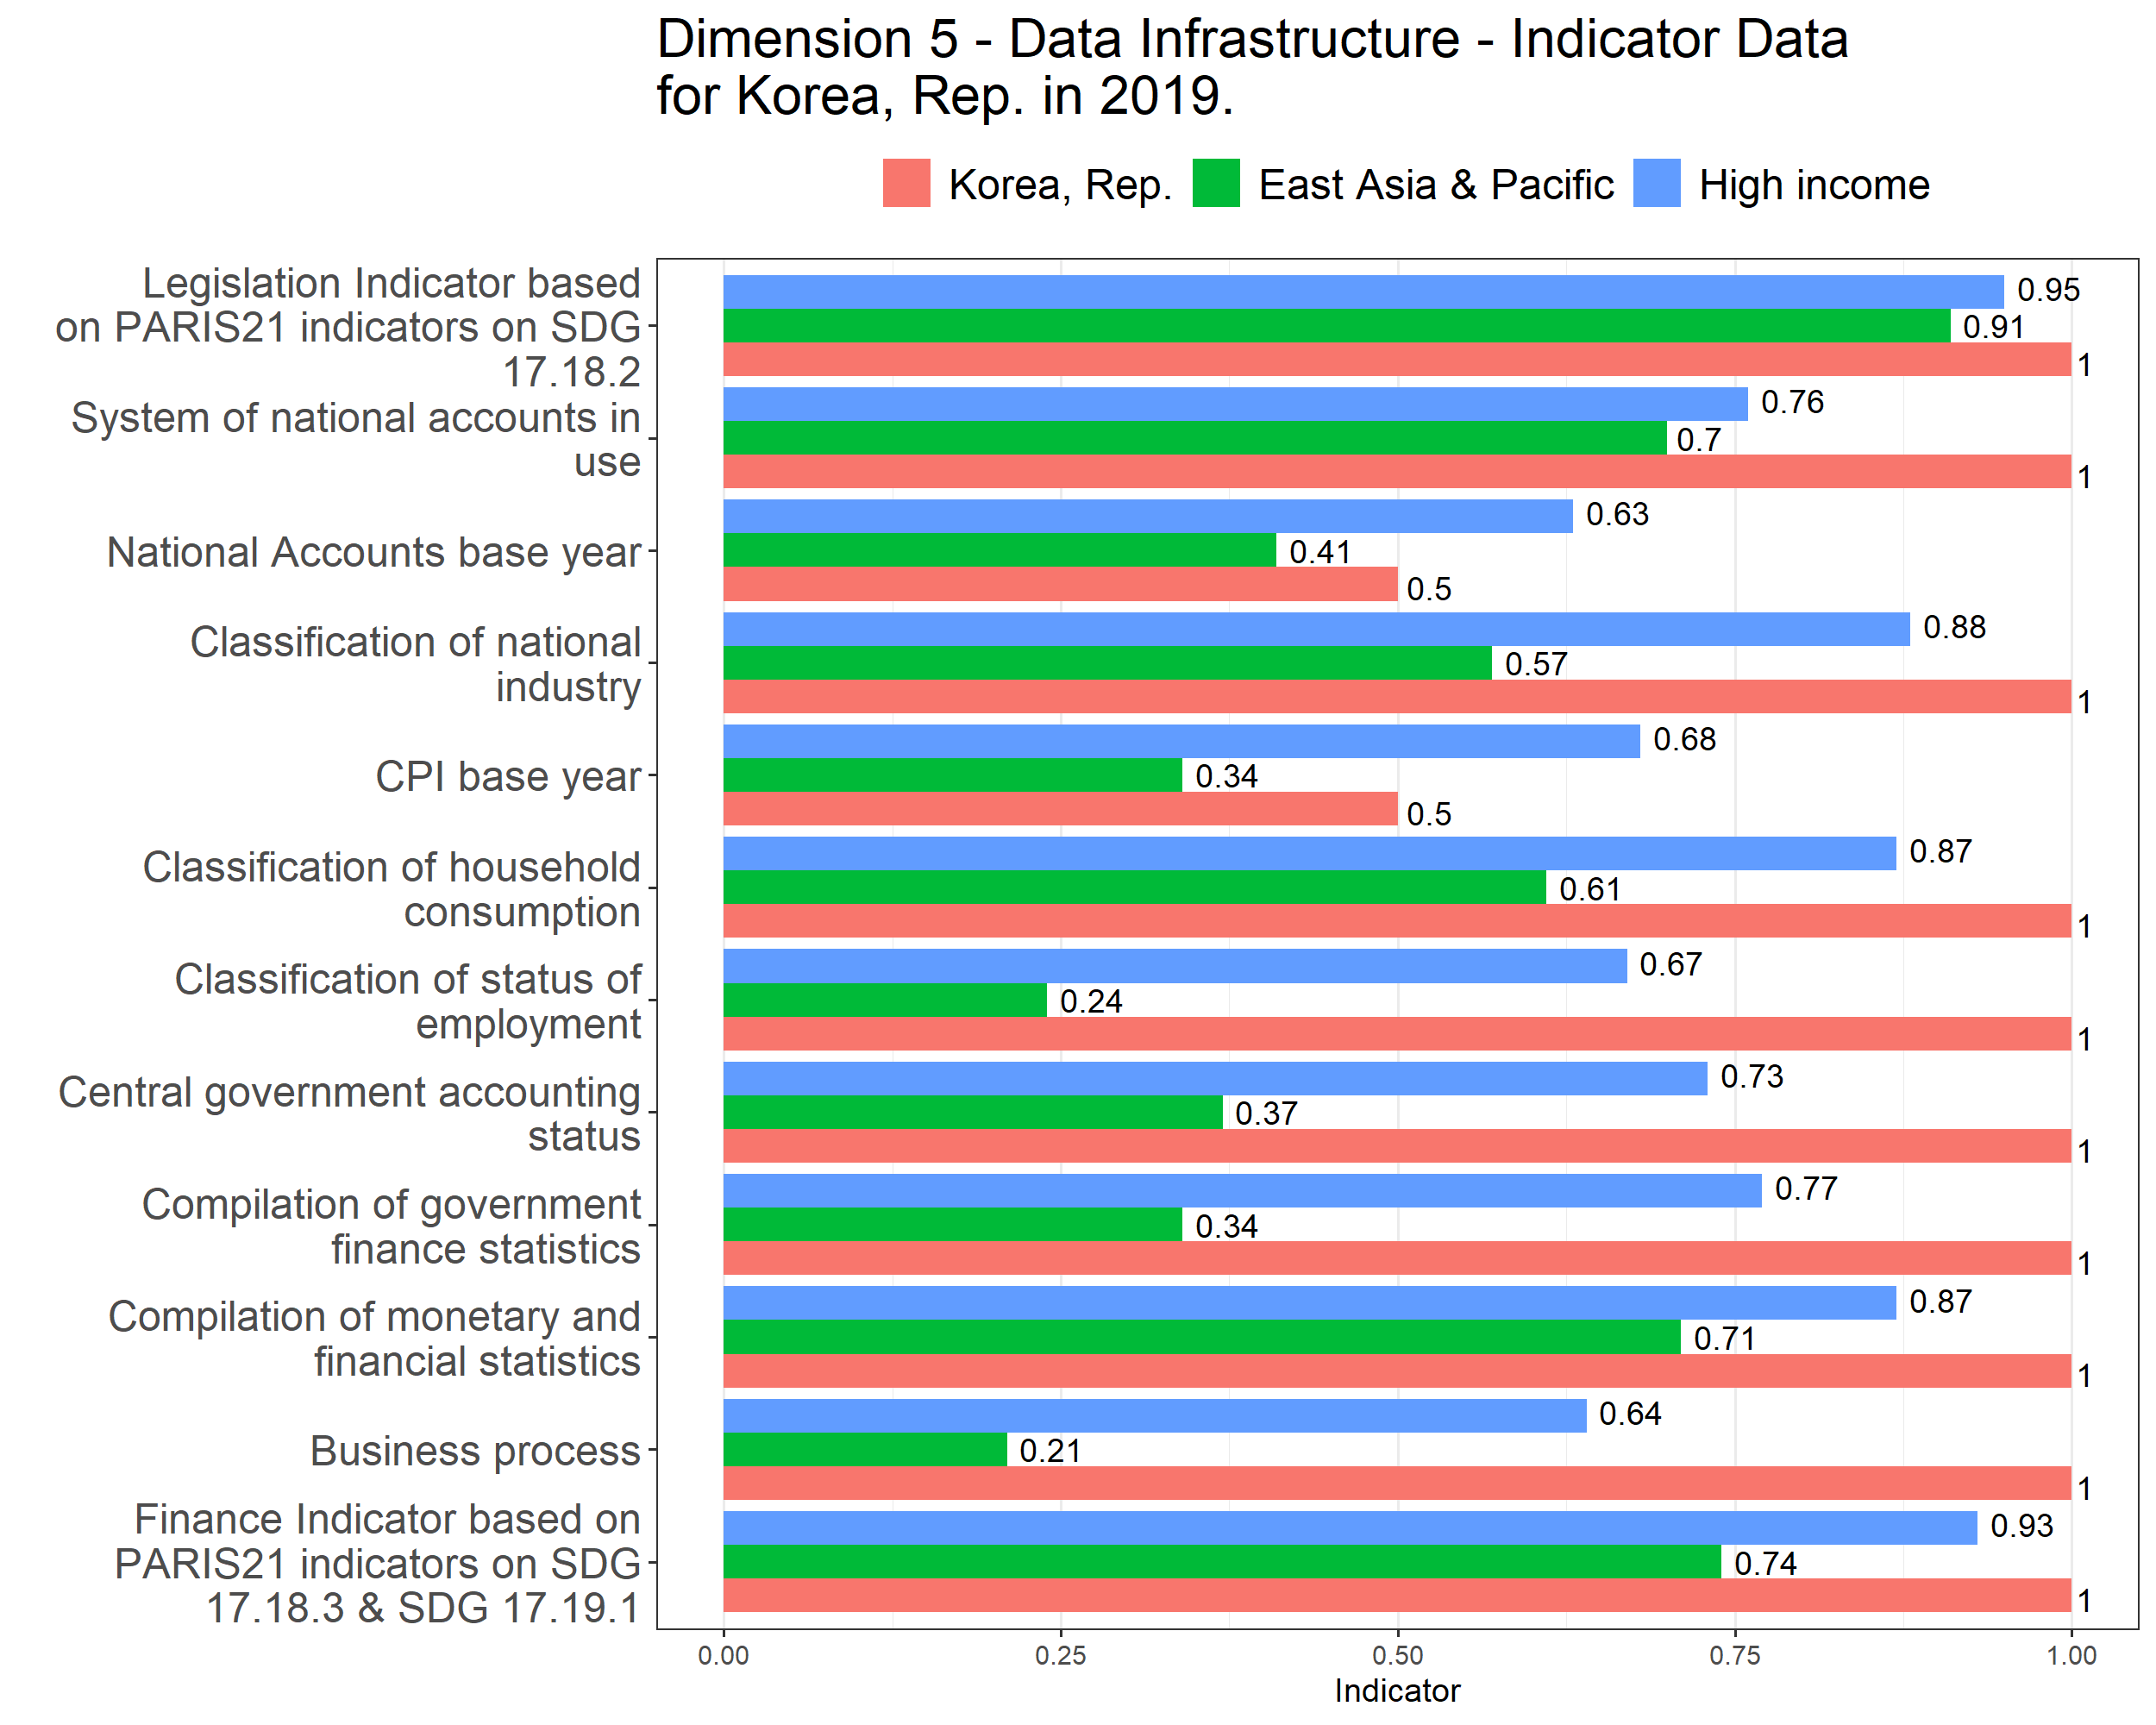 Dimension 5 - Data Infrastructure - Indicator Data
for Korea, Rep. in 2019.
Korea, Rep.
East Asia & Pacific
High income
Legislation Indicator based
on PARIS21 indicators on SDG
17.18.2
0.95
0.91
1
System of national accounts in
use
0.76
0.7
1
National Accounts base year
0.63
0.41
0.5
Classification of national
industry
0.88
0.57
1
CPI base year
0.68
0.34
0.5
Classification of household
consumption
0.87
0.61
1
Classification of status of
employment
0.67
0.24
1
Central government accounting
status
0.73
0.37
1
Compilation of government
finance statistics
0.77
0.34
1
Compilation of monetary and
financial statistics
0.87
0.71
1
Business process
0.64
0.21
1
Finance Indicator based on
PARIS21 indicators on SDG
17.18.3 & SDG 17.19.1
0.93
0.74
1
0.00
0.25
0.50
0.75
1.00
Indicator